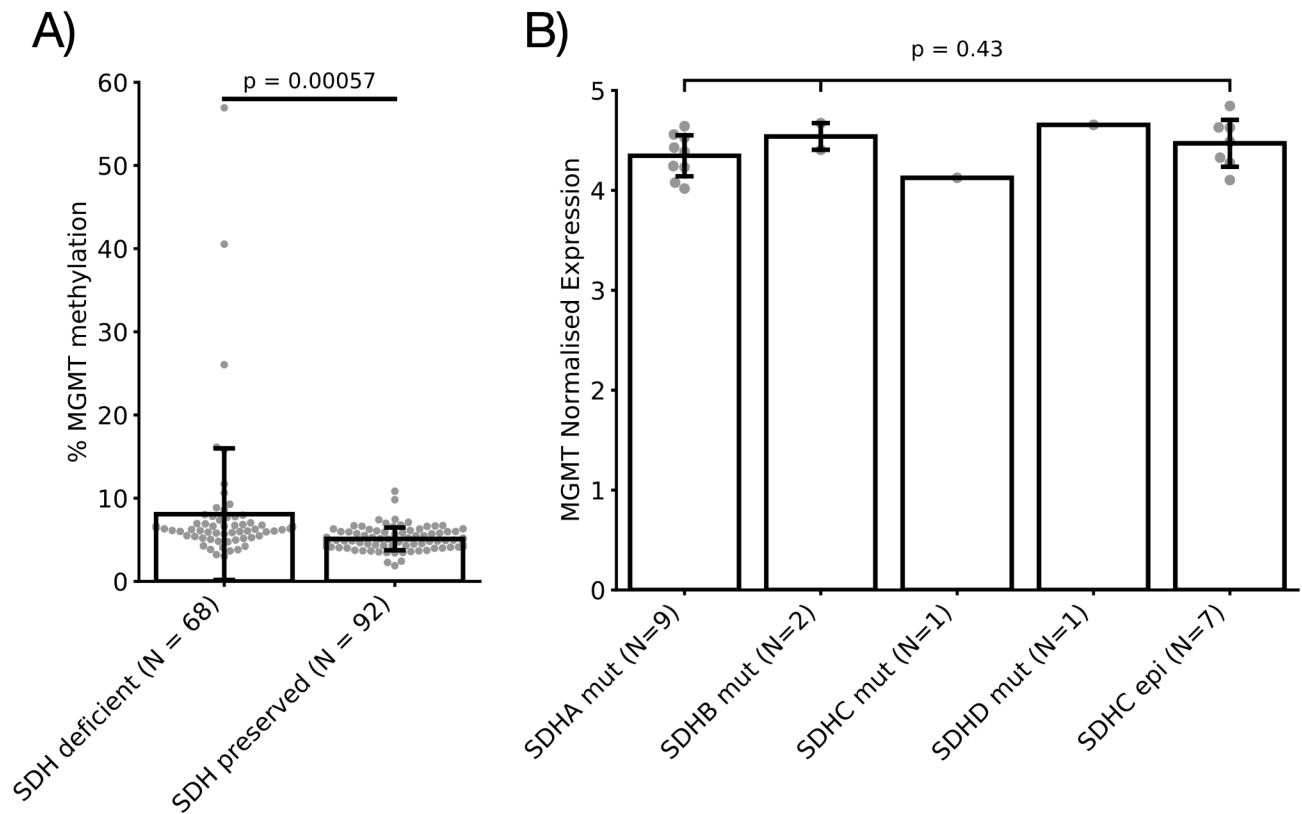 A)
p = 0.00057
% MGMT methylation
60
50
40
30
20
10
0
SDH deficient (N = 68)
SDH preserved (N = 92)
B)
p = 0.43
MGMT Normalised Expression
5
4
3
2
1
0
SDHA mut (N=9)
SDHB mut (N=2)
SDHC mut (N=1)
SDHD mut (N=1)
SDHC epi (N=7)